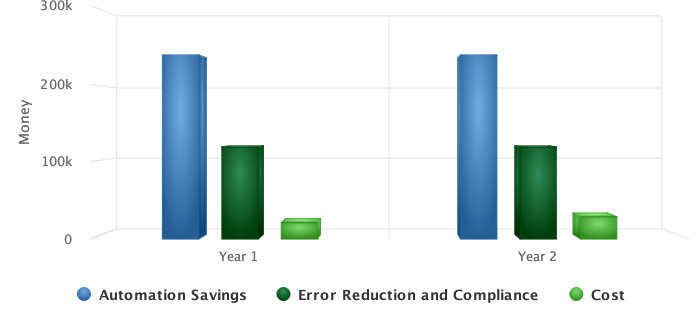 300k
200k
100k
0
Money
Year 1
Year 2
Automation Savings
Error Reduction and Compliance
Cost